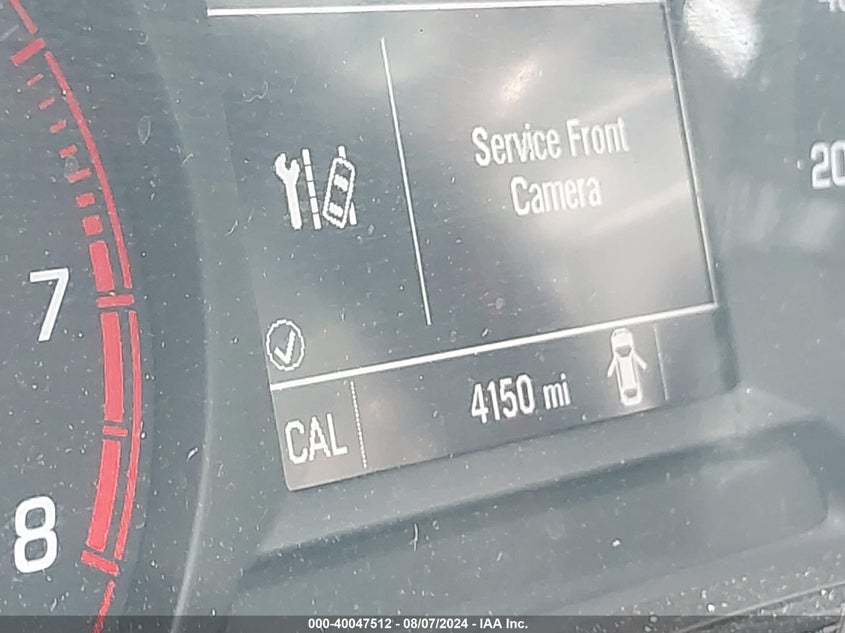 Service Front
Camera
7
4150 mi
CAL
8
20
000-40047512 - 08/07/2024 - IAA Inc.